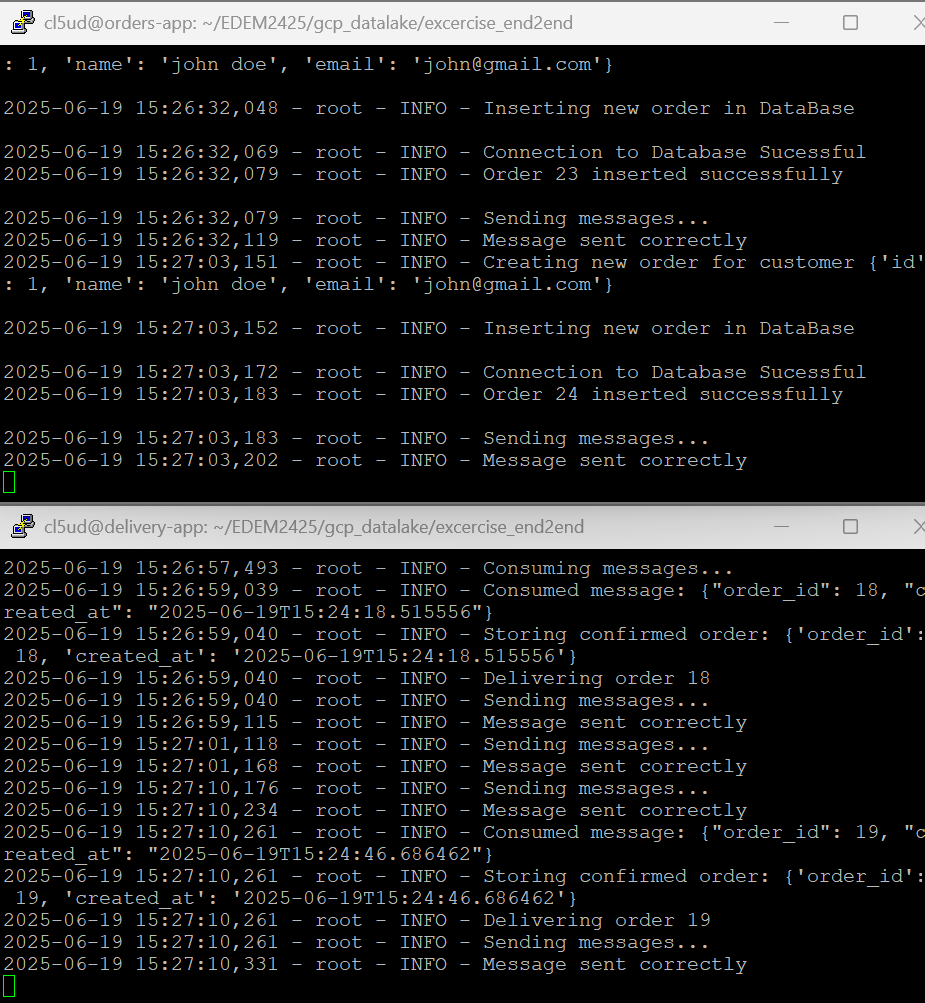 cl5ud@orders-app: ~/EDEM2425/gcp_datalake/excercise_end2end
: 1, 'name': 'john doe', 'email': 'john@gmail.com'}
2025-06-19 15:26:32,048 - root - INFO - Inserting new order in DataBase
2025-06-19 15:26:32,069 - root - INFO - Connection to Database Sucessful
2025-06-19 15:26:32,079 - root - INFO - Order 23 inserted successfully
2025-06-19 15:26:32,079 - root - INFO - Sending messages...
2025-06-19 15:26:32,119 - root - INFO - Message sent correctly
2025-06-19 15:27:03,151 - root - INFO - Creating new order for customer {'id'
: 1, 'name': 'john doe', 'email': 'john@gmail.com'}
2025-06-19 15:27:03,152 - root - INFO - Inserting new order in DataBase
2025-06-19 15:27:03,172 - root - INFO - Connection to Database Sucessful
2025-06-19 15:27:03,183 - root - INFO - Order 24 inserted successfully
2025-06-19 15:27:03,183 - root - INFO - Sending messages...
2025-06-19 15:27:03,202 - root - INFO - Message sent correctly
cl5ud@delivery-app: ~/EDEM2425/gcp_datalake/excercise_end2end
2025-06-19 15:26:57,493 - root - INFO - Consuming messages...
2025-06-19 15:26:59,039 - root - INFO - Consumed message: {"order_id": 18, "c
reated_at": "2025-06-19T15:24:18.515556"}
2025-06-19 15:26:59,040 - root - INFO - Storing confirmed order: {'order_id':
 18, 'created_at': '2025-06-19T15:24:18.515556'}
2025-06-19 15:26:59,040 - root - INFO - Delivering order 18
2025-06-19 15:26:59,040 - root - INFO - Sending messages...
2025-06-19 15:26:59,115 - root - INFO - Message sent correctly
2025-06-19 15:27:01,118 - root - INFO - Sending messages...
2025-06-19 15:27:01,168 - root - INFO - Message sent correctly
2025-06-19 15:27:10,176 - root - INFO - Sending messages...
2025-06-19 15:27:10,234 - root - INFO - Message sent correctly
2025-06-19 15:27:10,261 - root - INFO - Consumed message: {"order_id": 19, "c
reated_at": "2025-06-19T15:24:46.686462"}
2025-06-19 15:27:10,261 - root - INFO - Storing confirmed order: {'order_id':
 19, 'created_at': '2025-06-19T15:24:46.686462'}
2025-06-19 15:27:10,261 - root - INFO - Delivering order 19
2025-06-19 15:27:10,261 - root - INFO - Sending messages...
2025-06-19 15:27:10,331 - root - INFO - Message sent correctly